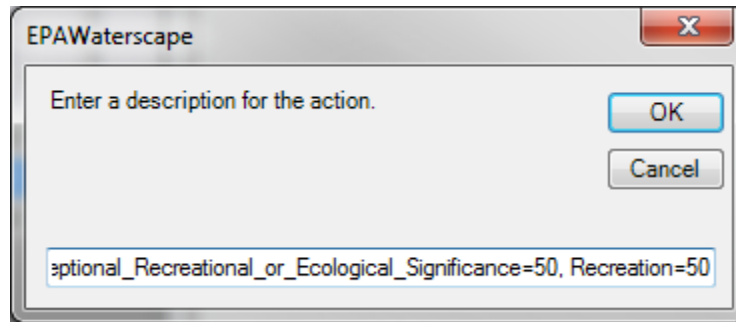 EPAWaterscape
Enter a description for the action.
OK
Cancel
eptional_Recreational_or_Ecological_Significance=50, Recreation=50